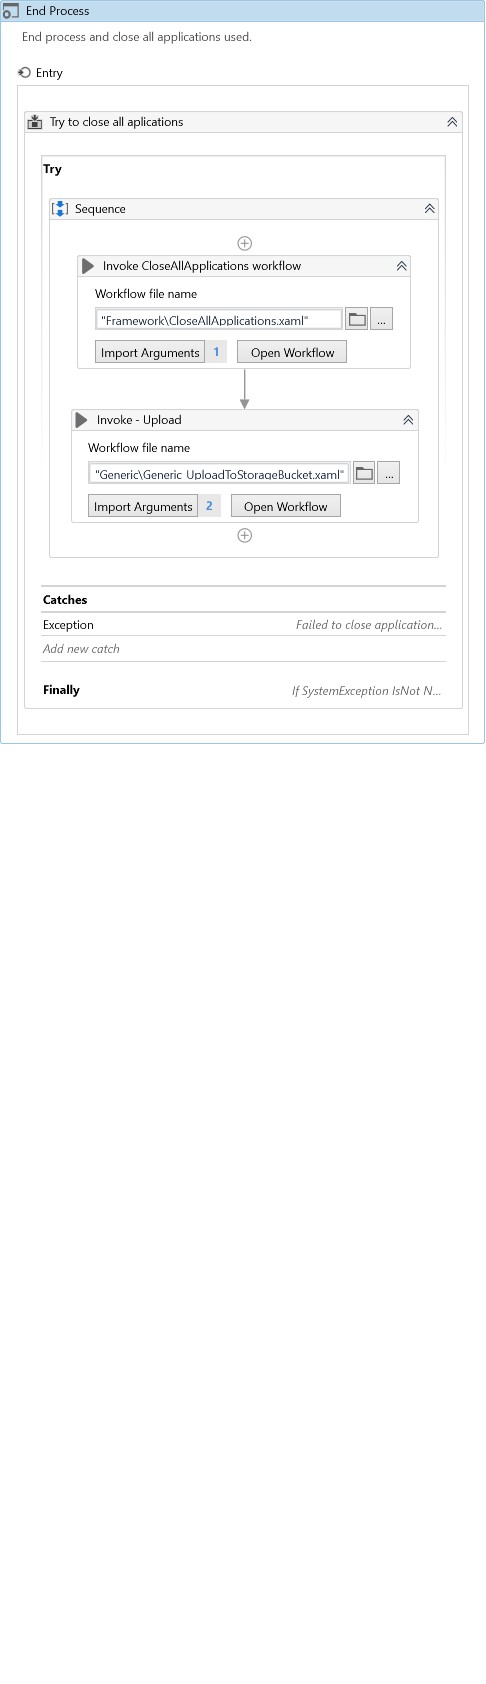 End Process
End process and close all applications used.
Entry
Try to close all aplications
Try
Sequence
Invoke CloseAllApplications workflow
Workflow file name
"Framework\CloseAllApplications.xaml"
...
Import Arguments 1 Open Workflow
Invoke - Upload
Workflow file name
"Generic\Generic_UploadToStorageBucket.xaml"
...
Import Arguments 2 Open Workflow
Catches
Exception Failed to close application...
Add new catch
Finally If SystemException IsNot N...